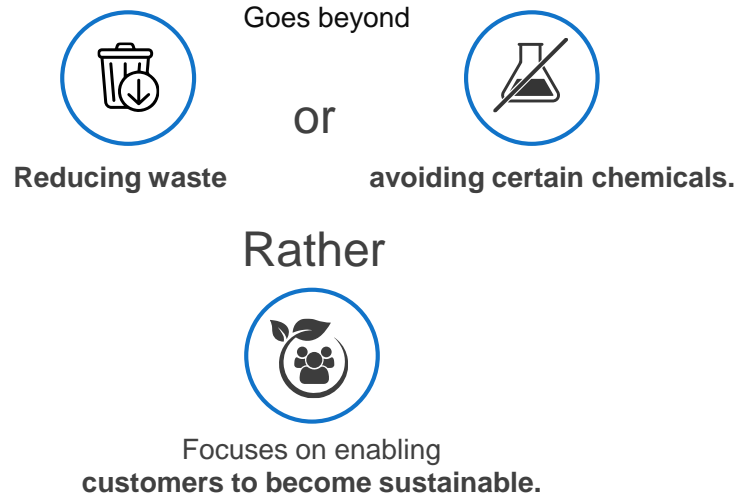 Goes beyond
or
Reducing waste
avoiding certain chemicals.
Rather
Focuses on enabling
customers to become sustainable.